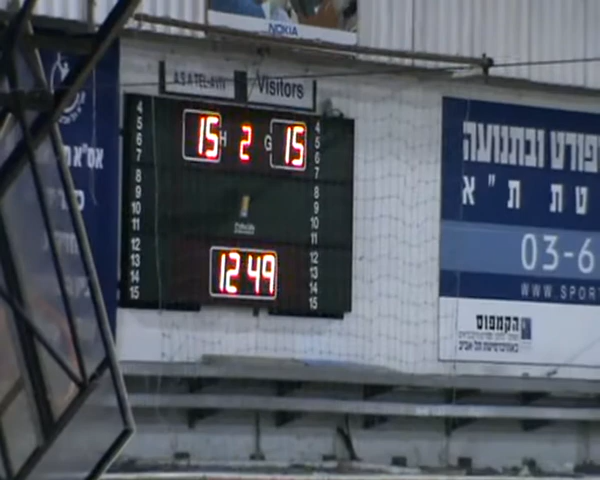 NOKIA
A.S.A TEL-AVIV Visitors
15 H 2 G 15
4 4
5 5
6 6
7 7
8 8
9 9
10 10
11 11
12 12
13 13
14 14
15 15
12 49
אס"א
פורט ובתנועה
ת ת " א
03-6
WWW.SPORT
הקמפוס